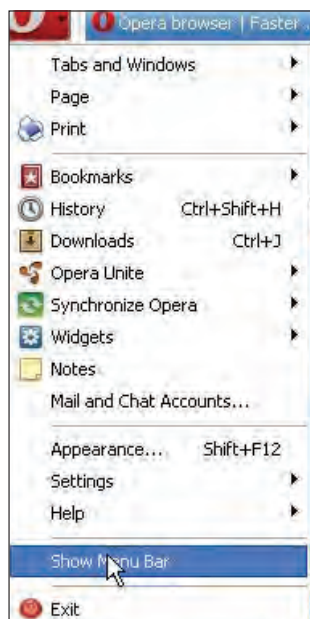 Opera browser | Faster
Tabs and Windows
Page
Print
Bookmarks
History Ctrl+Shift+H
Downloads Ctrl+J
Opera Unite
Synchronize Opera
Widgets
Notes
Mail and Chat Accounts...
Appearance... Shift+F12
Settings
Help
Show Menu Bar
Exit